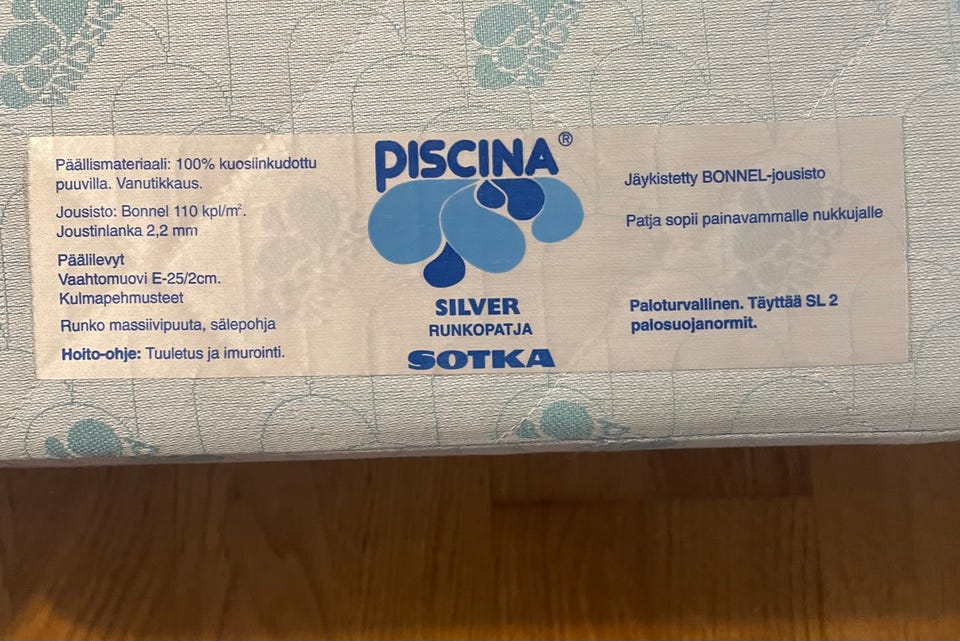 Päällismateriaali: 100% kuosiinkudottu
puuvilla. Vanutikkaus.
Jousisto: Bonnel 110 kpl/m².
Joustinlanka 2,2 mm
Päälilevyt
Vaahtomuovi E-25/2cm.
Kulmapehmusteet
Runko massiivipuuta, sälepohja
Hoito-ohje: Tuuletus ja imurointi.
PISCINA®
SILVER
RUNKOPATJA
SOTKA
Jäykistetty BONNEL-jousisto
Patja sopii painavammalle nukkujalle
Paloturvallinen. Täyttää SL 2
palosuojanormit.